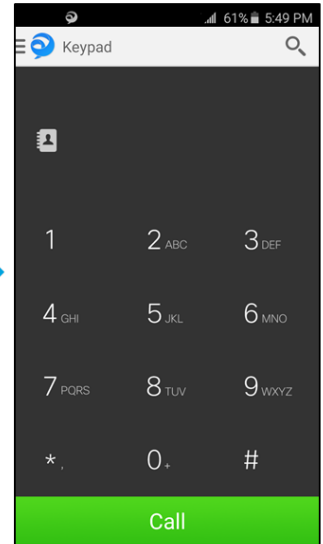 61% 5:49 PM
Keypad
1 2 ABC 3 DEF
4 GHI 5 JKL 6 MNO
7 PQRS 8 TUV 9 WXYZ
* , 0 + #
Call